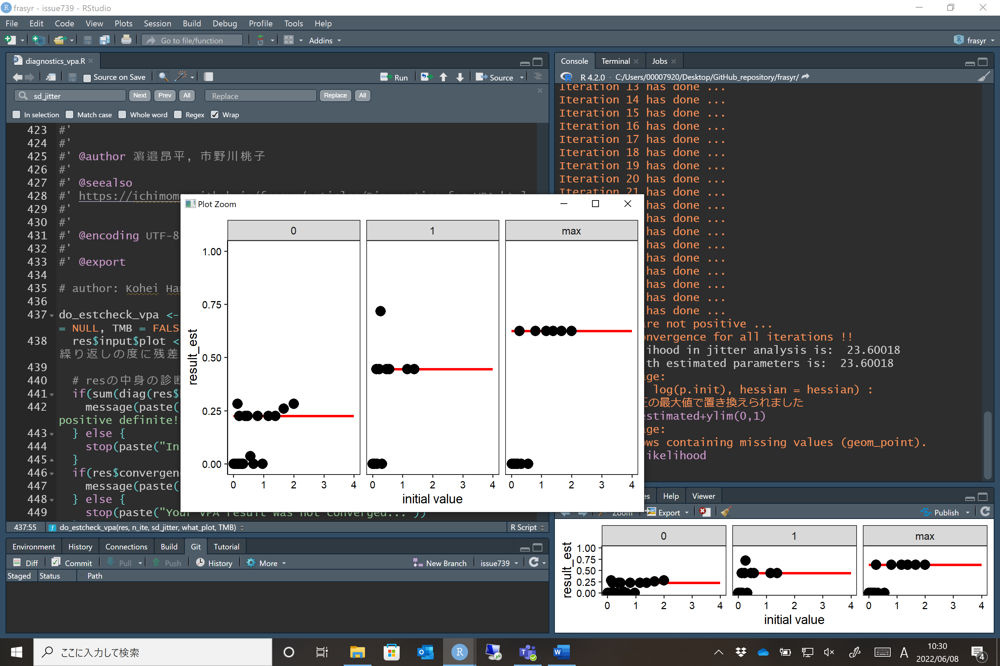 frasyr - issue739 - RStudio
File Edit Code View Plots Session Build Debug Profile Tools Help
Go to file/function Addins frasyr
diagnostics_vpa.R
Source on Save Run Source
sd_jitter Next Prev All Replace Replace All
In selection Match case Whole word Regex Wrap
423 #'
424 #'
425 #' @author 濵邉昂平, 市野川桃子
426 #'
427 #' @seealso
428 #' https://ichimom
429 #'
430 #'
431 #' @encoding UTF-8
432 #'
433 #' @export
434
435 # author: Kohei Ha
436
437 do_estcheck_vpa <-
= NULL, TMB = FALS
438 res$input$plot <
繰り返しの度に残差
439
440 # resの中身の診断
441 if(sum(diag(res$
442 message(paste(
positive definite!
443 } else {
444 stop(paste("In
445 }
446 if(res$convergen
447 message(paste(
448 } else {
449 stop(paste("Your VPA result was not converged..."))
437:55 do_estcheck_vpa(res, n_ite, sd_jitter, what_plot, TMB) R Script
Plot Zoom
0 1 max
1.00
0.75
0.50
0.25
0.00
result_est
0 1 2 3 4 0 1 2 3 4 0 1 2 3 4
initial value
Console Terminal Jobs
R 4.2.0 · C:/Users/00007920/Desktop/GitHub_repository/frasyr/
Iteration 13 has done ...
Iteration 14 has done ...
Iteration 15 has done ...
Iteration 16 has done ...
Iteration 17 has done ...
Iteration 18 has done ...
Iteration 19 has done ...
Iteration 20 has done ...
Iteration 21 has done ...
has done ...
has done ...
has done ...
has done ...
has done ...
has done ...
has done ...
has done ...
has done ...
re not positive ...
nvergence for all iterations !!
ihood in jitter analysis is: 23.60018
th estimated parameters is: 23.60018
ge:
log(p.init), hessian = hessian) :
正の最大値で置き換えられました
estimated+ylim(0,1)
ge:
ows containing missing values (geom_point).
ikelihood
es Help Viewer
Zoom Export Publish
0 1 max
1.00
0.75
0.50
0.25
0.00
result_est
0 1 2 3 4 0 1 2 3 4 0 1 2 3 4
initial value
Environment History Connections Build Git Tutorial
Diff Commit Pull Push History More New Branch issue739
Staged Status Path
ここに入力して検索
A
10:30
2022/06/08
4